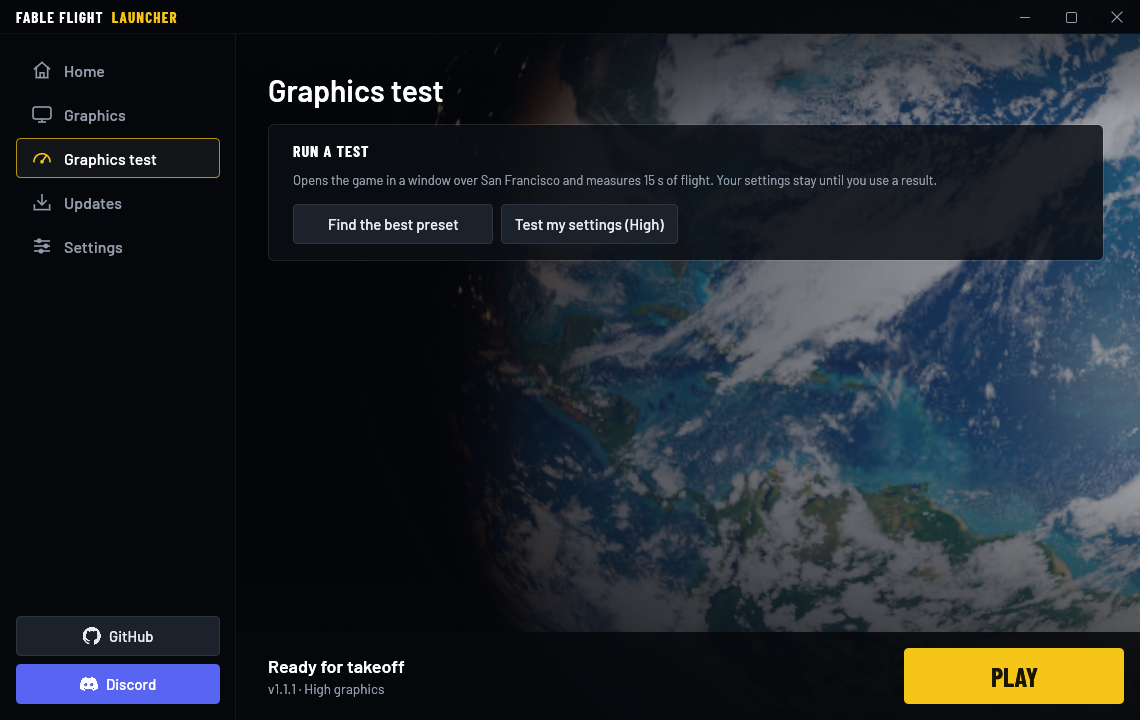 FABLE FLIGHT LAUNCHER
Home
Graphics
Graphics test
Updates
Settings
GitHub
Discord
Graphics test
RUN A TEST
Opens the game in a window over San Francisco and measures 15 s of flight. Your settings stay until you use a result.
Find the best preset
Test my settings (High)
Ready for takeoff
v1.1.1 · High graphics
PLAY